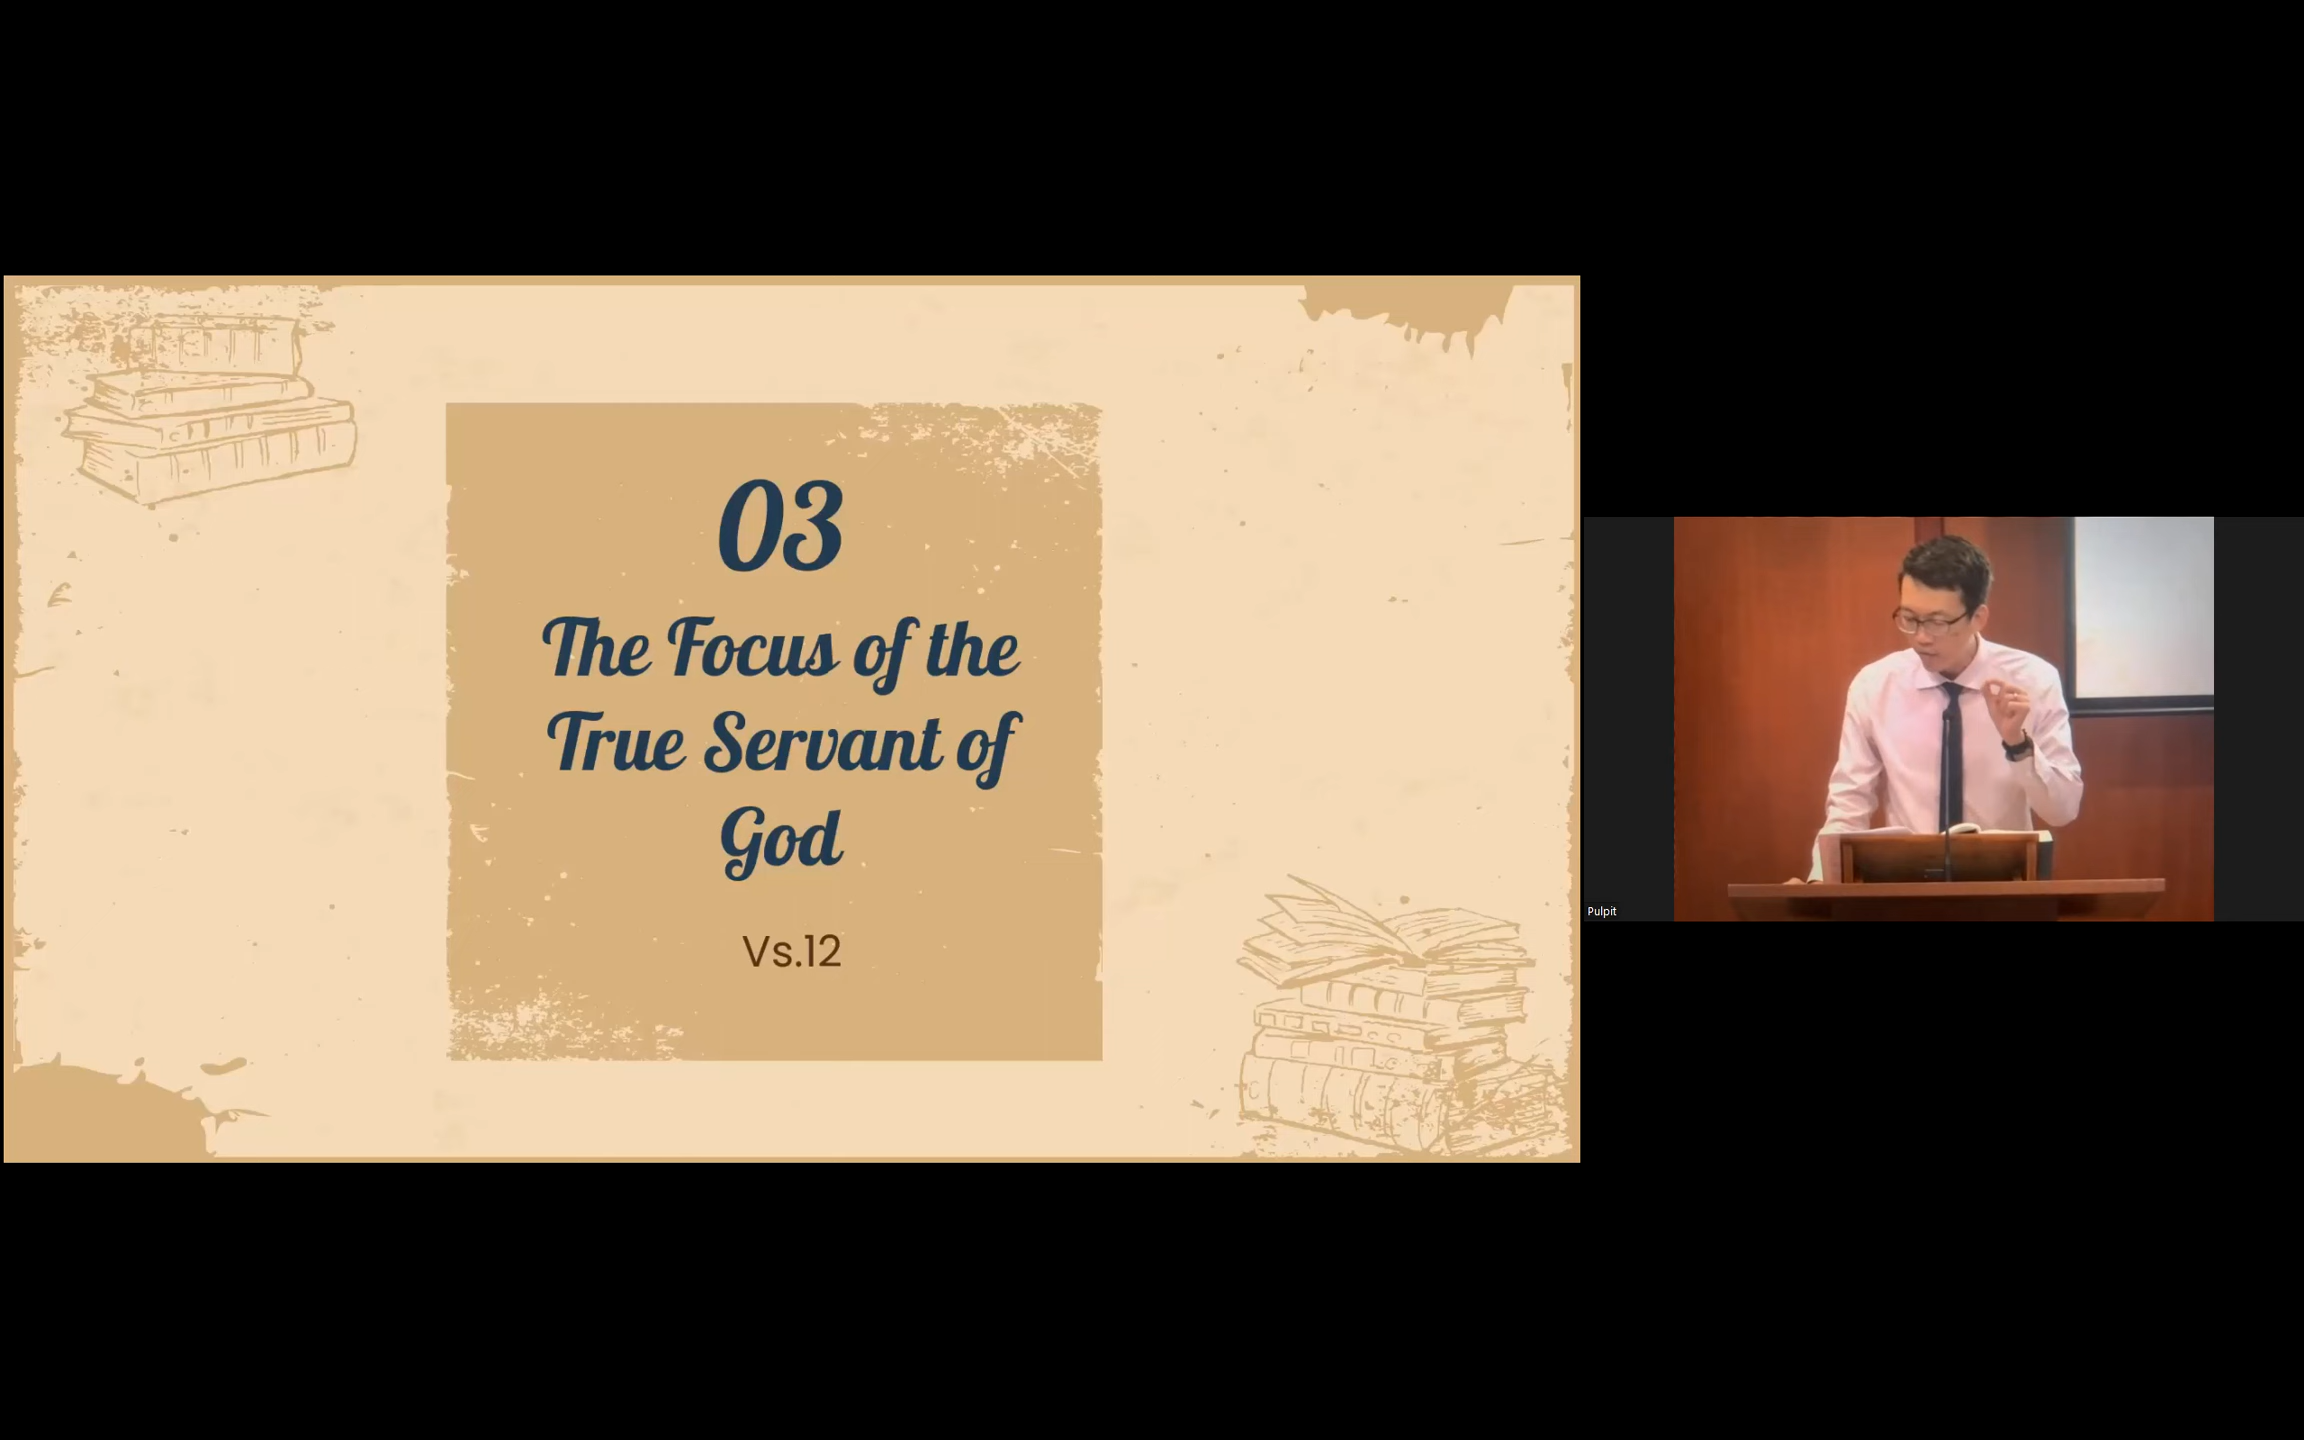 03
The Focus of the
True Servant of
God
Vs.12
Pulpit